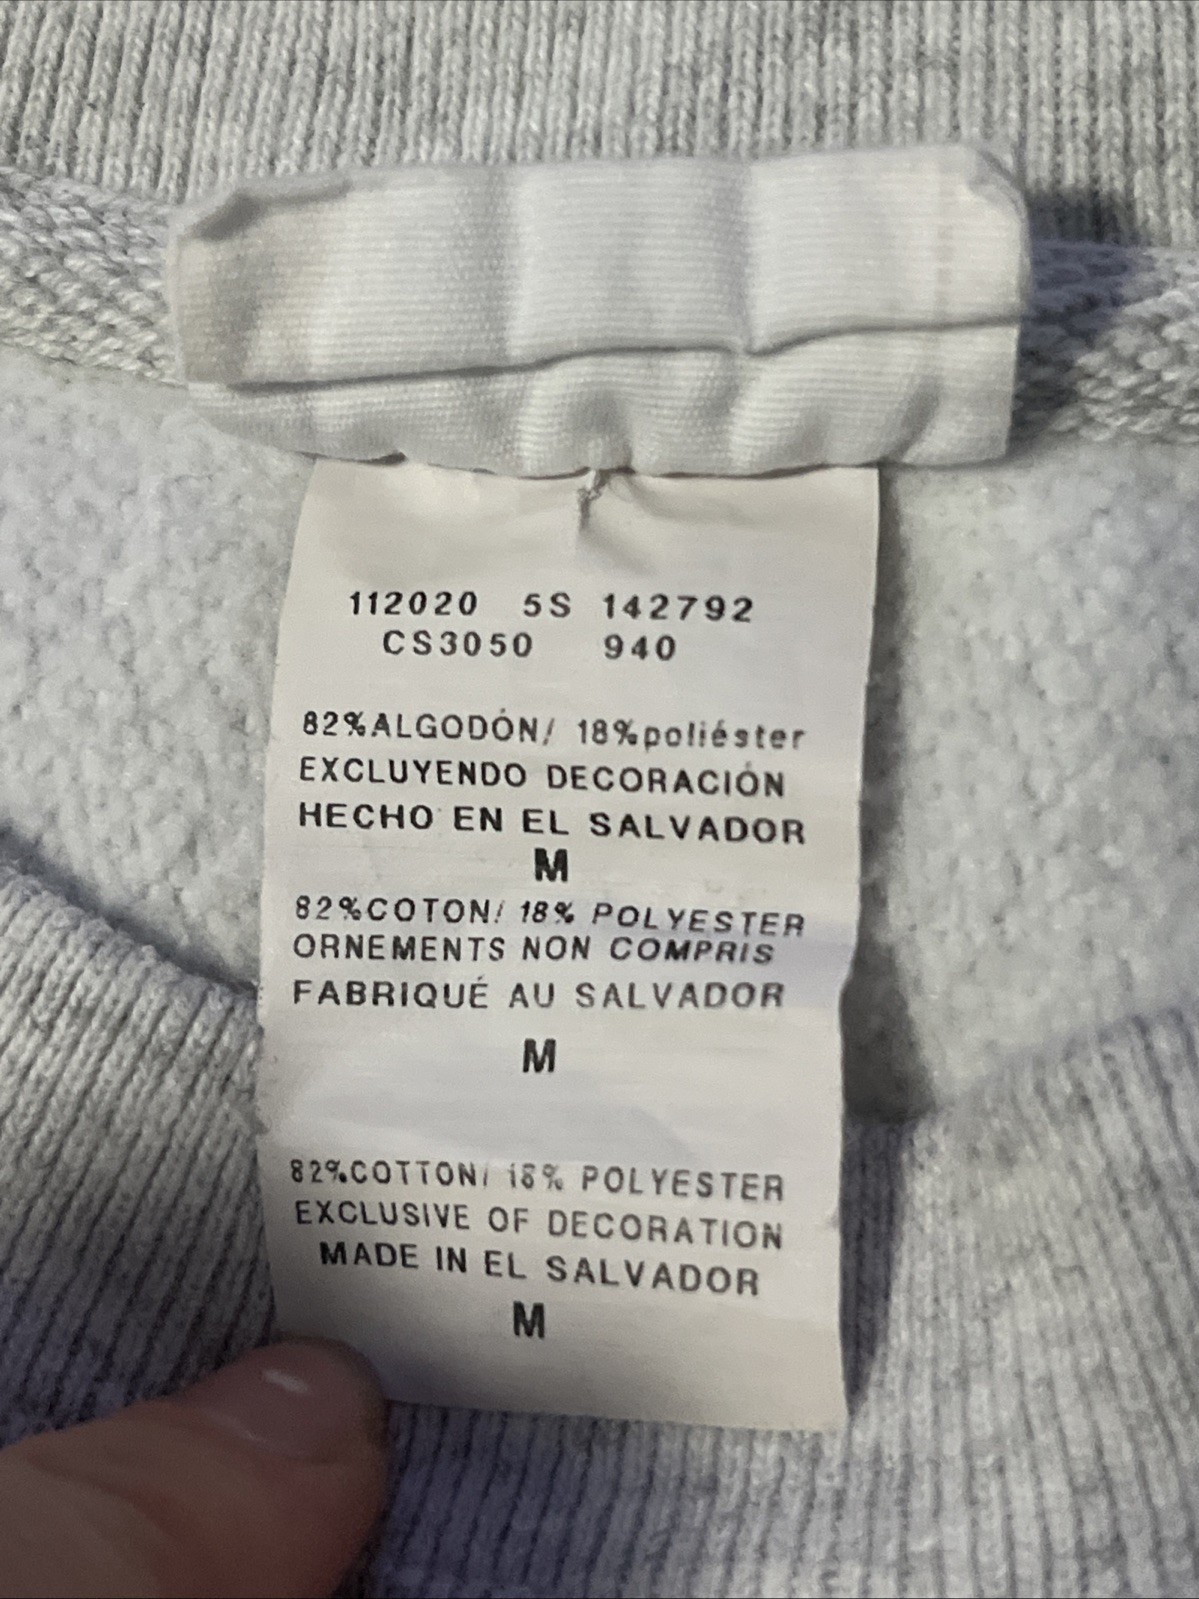 112020 5S 142792
CS3050 940
82%ALGODÓN/ 18%poliéster
EXCLUYENDO DECORACIÓN
HECHO EN EL SALVADOR
M
82%COTON/ 18% POLYESTER
ORNEMENTS NON COMPRIS
FABRIQUÉ AU SALVADOR
M
82%COTTON/ 18% POLYESTER
EXCLUSIVE OF DECORATION
MADE IN EL SALVADOR
M